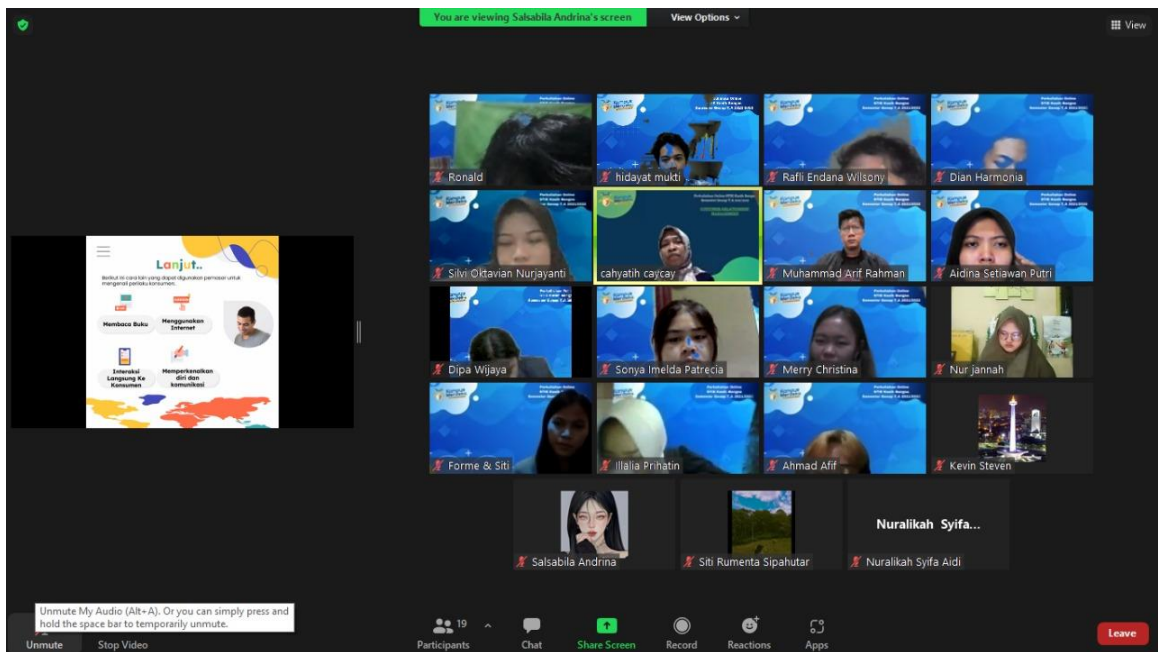 You are viewing Salsabila Andrina's screen
View Options
View
Lanjut..
Berikut ini cara lain yang dapat digunakan pemasar untuk
mengenali perilaku konsumen.
Membaca Buku
Menggunakan
Internet
Interaksi
Langsung Ke
Konsumen
Memperkenalkan
diri dan
komunikasi
Ronald
hidayat mukti
Rafli Endana Wilsony
Dian Harmonia
Silvi Oktavian Nurjayanti
cahyatih caycay
Muhammad Arif Rahman
Aidina Setiawan Putri
Dipa Wijaya
Sonya Imelda Patrecia
Merry Christina
Nur jannah
Forme & Siti
Illalia Prihatin
Ahmad Afif
Kevin Steven
Salsabila Andrina
Siti Rumenta Sipahutar
Nuralikah Syifa...
Nuralikah Syifa Aidi
Unmute My Audio (Alt+A). Or you can simply press and
hold the space bar to temporarily unmute.
Unmute
Stop Video
19
Participants
Chat
Share Screen
Record
Reactions
Apps
Leave